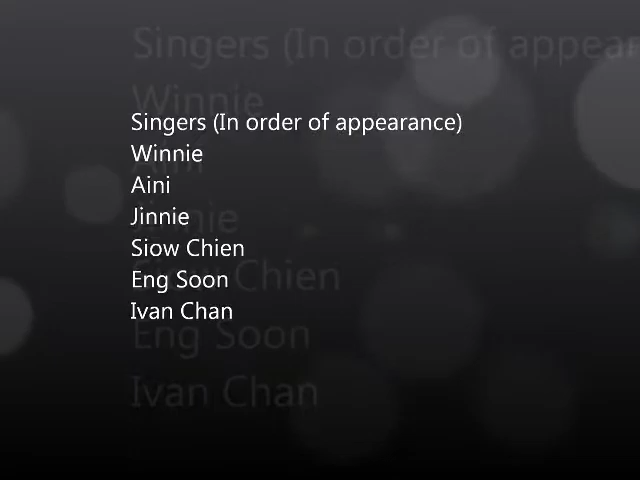 Singers (In order of appearance)
Winnie
Aini
Jinnie
Siow Chien
Eng Soon
Ivan Chan